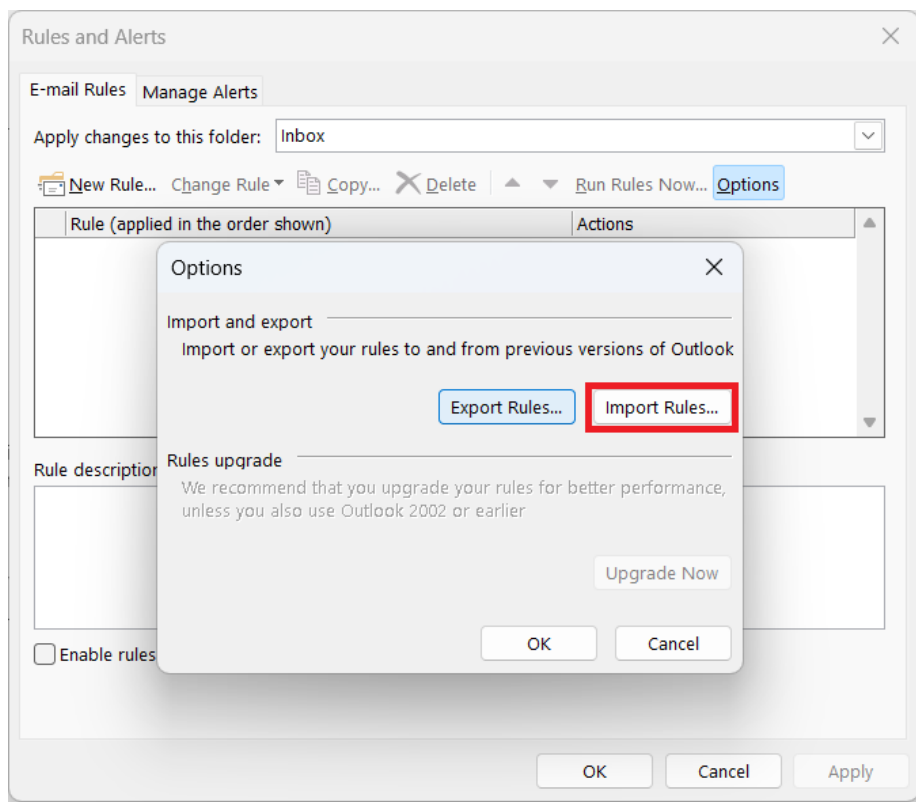 Rules and Alerts
E-mail Rules Manage Alerts
Apply changes to this folder: Inbox
New Rule... Change Rule Copy... Delete Run Rules Now... Options
Rule (applied in the order shown) Actions
Options
Import and export
Import or export your rules to and from previous versions of Outlook
Export Rules... Import Rules...
Rule description
Rules upgrade
We recommend that you upgrade your rules for better performance,
unless you also use Outlook 2002 or earlier
Upgrade Now
OK Cancel
Enable rules
OK Cancel Apply